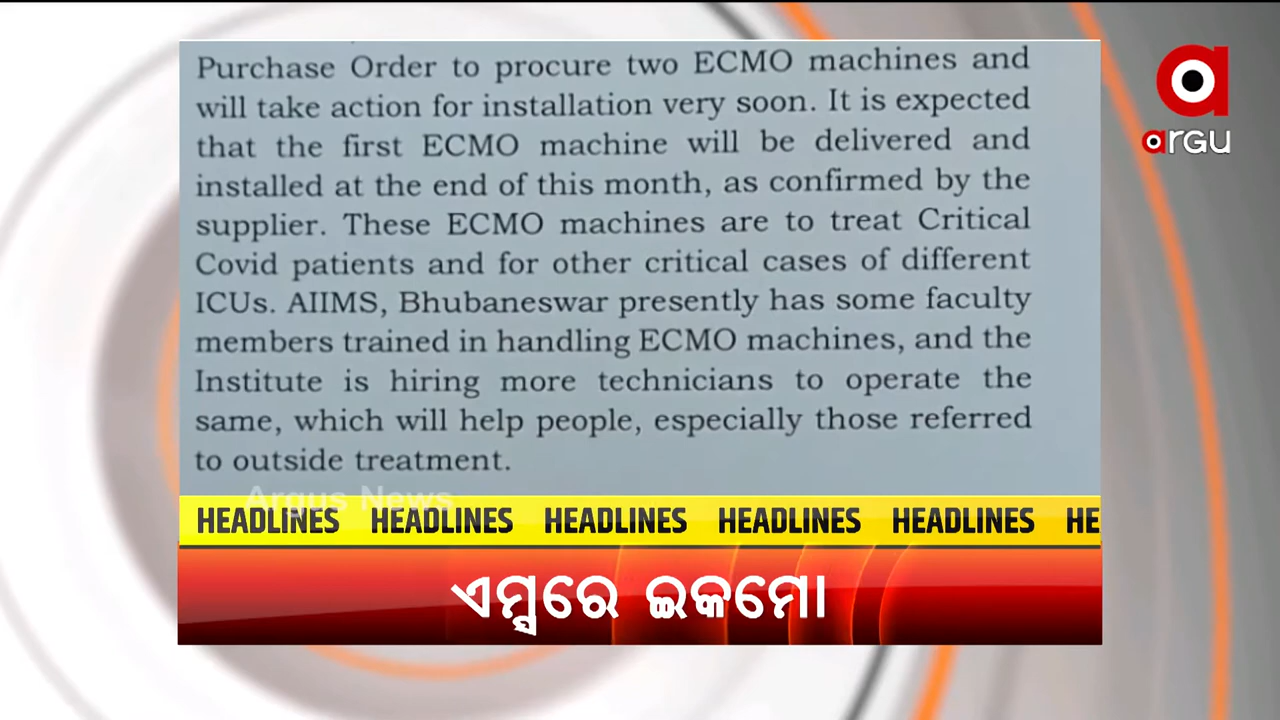 Purchase Order to procure two ECMO machines and
will take action for installation very soon. It is expected
that the first ECMO machine will be delivered and
installed at the end of this month, as confirmed by the
supplier. These ECMO machines are to treat Critical
Covid patients and for other critical cases of different
ICUs. AIIMS, Bhubaneswar presently has some faculty
members trained in handling ECMO machines, and the
Institute is hiring more technicians to operate the
same, which will help people, especially those referred
to outside treatment.
Argus News
HEADLINES HEADLINES HEADLINES HEADLINES HEADLINES HE
ଏମ୍ସରେ ଇକମୋ
argu